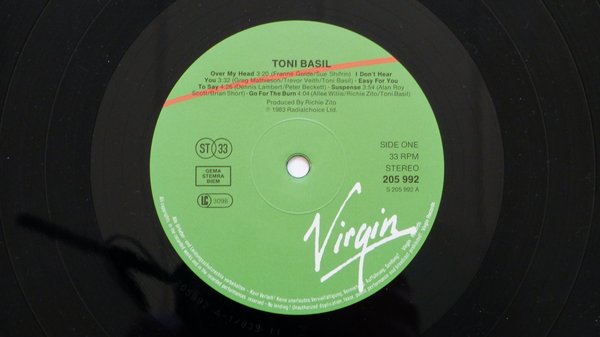 TONI BASIL
Over My Head 3:20 (Franne Golde/Sue Shifrin) I Don't Hear
You 3:32 (Greg Mathieson/Trevor Veitch/Toni Basil) · Easy For You
To Say 4:26 (Dennis Lambert/Peter Beckett) · Suspense 3:54 (Alan Roy
Scott/Brian Short) · Go For The Burn 4:04 (Allee Willis/Richie Zito/Toni Basil)
Produced By Richie Zito
℗ 1983 Radialchoice Ltd.
ST 33
SIDE ONE
33 RPM
STEREO
205 992
S 205 992 A
GEMA
STEMRA
BIEM
LC 3098
Virgin